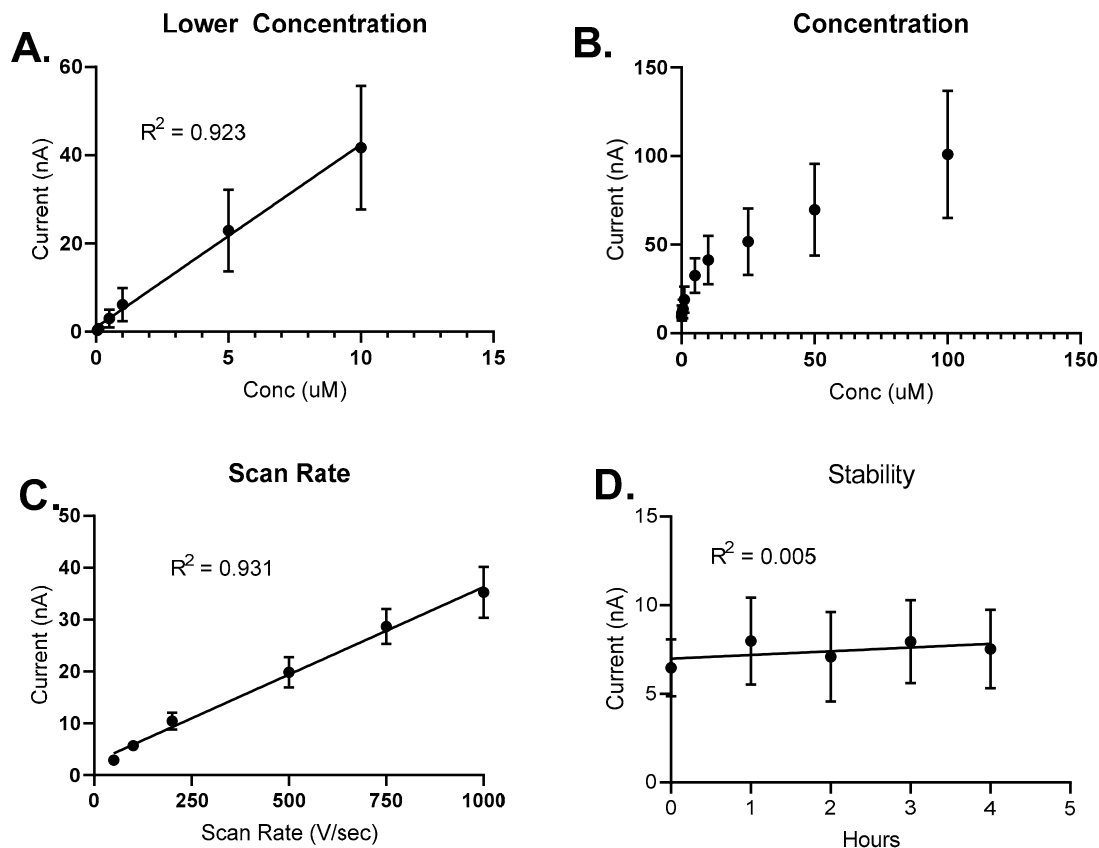 A.
Lower Concentration
60
40
20
0
R2 = 0.923
Current (nA)
0 5 10 15
Conc (uM)
B.
Concentration
150
100
50
0
Current (nA)
0 50 100 150
Conc (uM)
C.
Scan Rate
50
40
30
20
10
0
R2 = 0.931
Current (nA)
0 250 500 750 1000
Scan Rate (V/sec)
D.
Stability
15
10
5
0
R2 = 0.005
Current (nA)
0 1 2 3 4 5
Hours